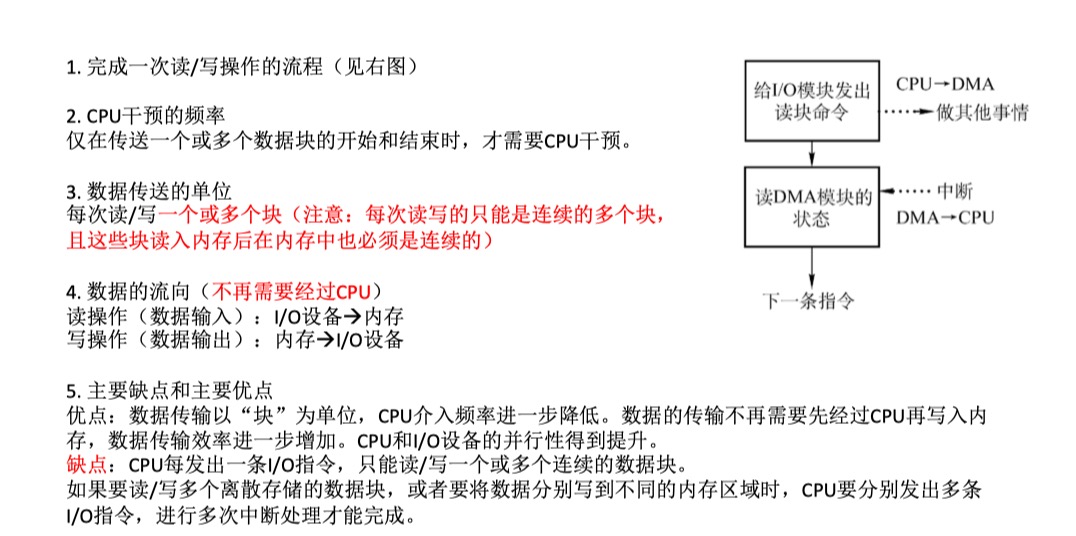 1. 完成一次读/写操作的流程（见右图）
2. CPU干预的频率
仅在传送一个或多个数据块的开始和结束时，才需要CPU干预。
3. 数据传送的单位
每次读/写一个或多个块（注意：每次读写的只能是连续的多个块，
且这些块读入内存后在内存中也必须是连续的）
4. 数据的流向（不再需要经过CPU）
读操作（数据输入）：I/O设备→内存
写操作（数据输出）：内存→I/O设备
5. 主要缺点和主要优点
优点：数据传输以“块”为单位，CPU介入频率进一步降低。数据的传输不再需要先经过CPU再写入内
存，数据传输效率进一步增加。CPU和I/O设备的并行性得到提升。
缺点：CPU每发出一条I/O指令，只能读/写一个或多个连续的数据块。
如果要读/写多个离散存储的数据块，或者要将数据分别写到不同的内存区域时，CPU要分别发出多条
I/O指令，进行多次中断处理才能完成。
给I/O模块发出
读块命令
CPU→DMA
做其他事情
读DMA模块的
状态
中断
DMA→CPU
下一条指令